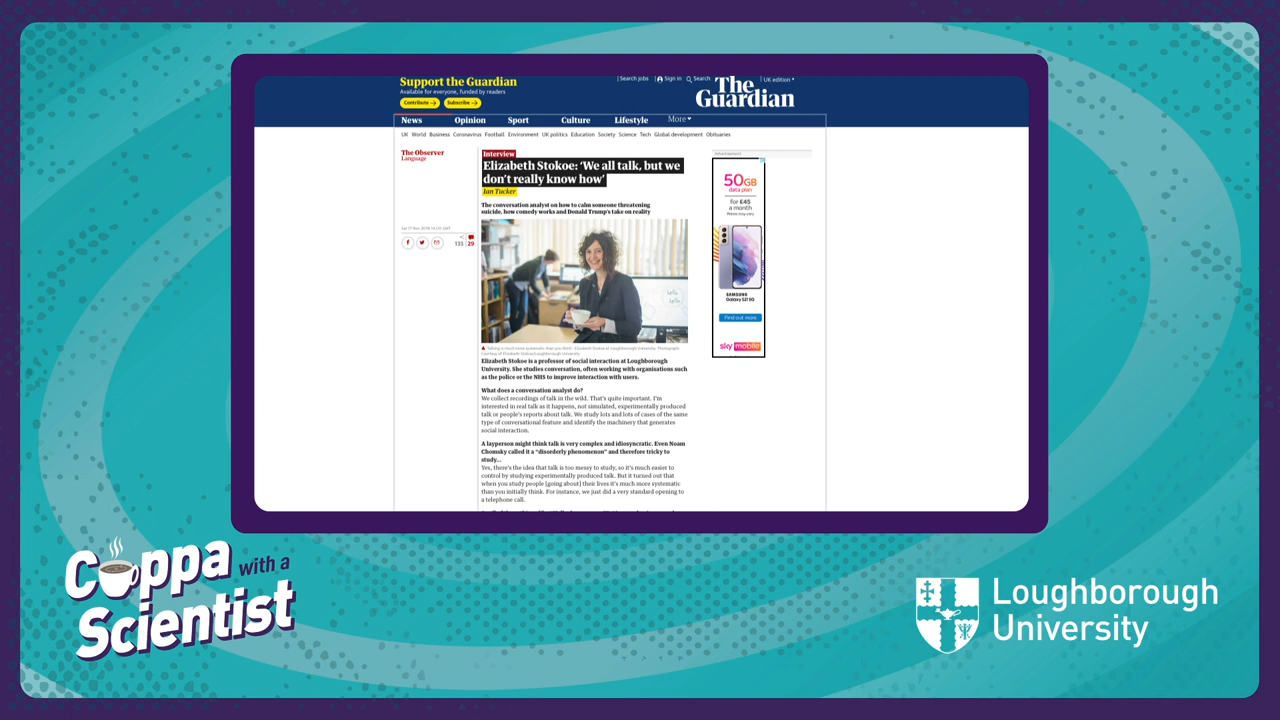 Support the Guardian
Available for everyone, funded by readers
Contribute →
Subscribe →
Search jobs
Sign in
Search
UK edition
The
Guardian
News
Opinion
Sport
Culture
Lifestyle
More
UK World Business Coronavirus Football Environment UK politics Education Society Science Tech Global development Obituaries
The Observer
Language
Interview
Elizabeth Stokoe: ‘We all talk, but we
don’t really know how’
Ian Tucker
The conversation analyst on how to calm someone threatening
suicide, how comedy works and Donald Trump’s take on reality
135
29
hello
hello
Elizabeth Stokoe is a professor of social interaction at Loughborough
University. She studies conversation, often working with organisations such
as the police or the NHS to improve interaction with users.
What does a conversation analyst do?
We collect recordings of talk in the wild. That’s quite important. I’m
interested in real talk as it happens, not simulated, experimentally produced
talk or people’s reports about talk. We study lots and lots of cases of the same
type of conversational feature and identify the machinery that generates
social interaction.
A layperson might think talk is very complex and idiosyncratic. Even Noam
Chomsky called it a “disorderly phenomenon” and therefore tricky to
study…
Yes, there’s the idea that talk is too messy to study, so it’s much easier to
control by studying experimentally produced talk. But it turned out that
when you study people [going about] their lives it’s much more systematic
than you initially think. For instance, we just did a very standard opening to
a telephone call.
Advertisement
50GB
data plan
for £45
a month
Prices may vary
SAMSUNG
Galaxy S21 5G
Find out more
sky mobile
Cuppa with a
Scientist
Loughborough
University